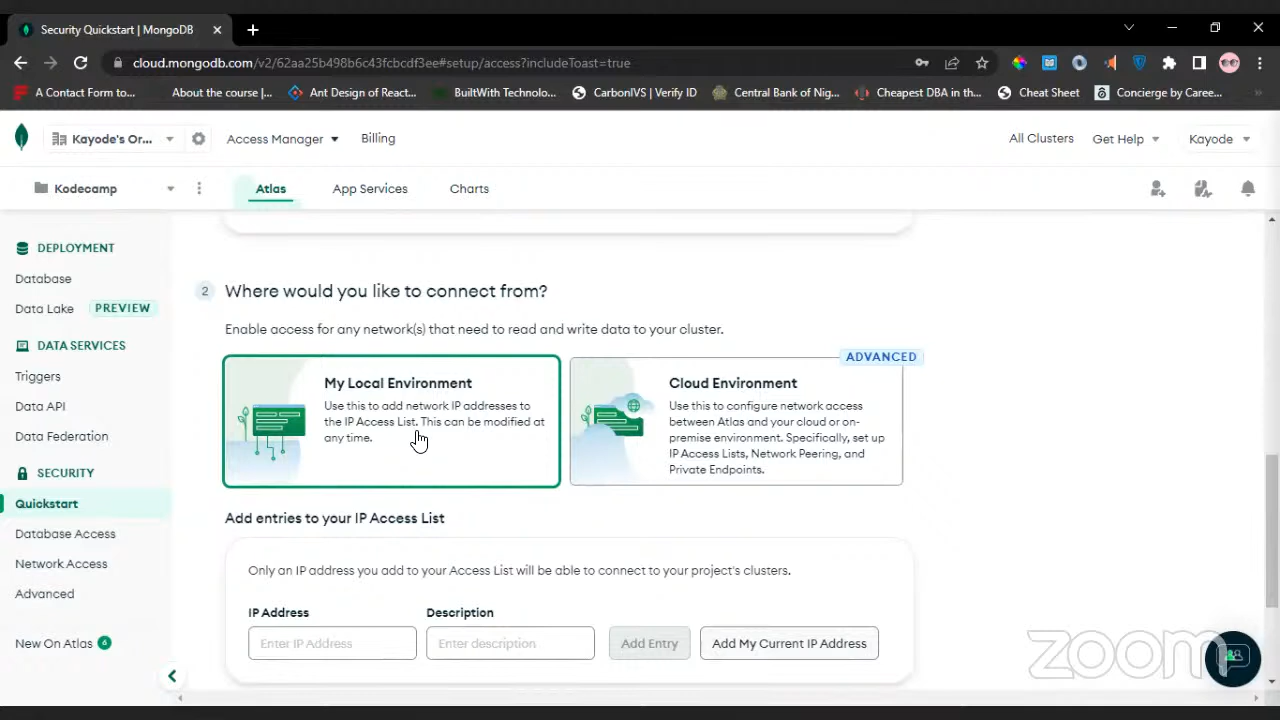 Security Quickstart | MongoDB
cloud.mongodb.com/v2/62aa25b498b6c43fcbcdf3ee#setup/access?includeToast=true
A Contact Form to...
About the course |...
Ant Design of React...
BuiltWith Technolo...
CarbonIVS | Verify ID
Central Bank of Nig...
Cheapest DBA in th...
Cheat Sheet
Concierge by Caree...
Kayode's Or...
Access Manager
Billing
All Clusters
Get Help
Kayode
Kodecamp
Atlas
App Services
Charts
DEPLOYMENT
Database
Data Lake
PREVIEW
DATA SERVICES
Triggers
Data API
Data Federation
SECURITY
Quickstart
Database Access
Network Access
Advanced
New On Atlas
6
2
Where would you like to connect from?
Enable access for any network(s) that need to read and write data to your cluster.
My Local Environment
Use this to add network IP addresses to
the IP Access List. This can be modified at
any time.
ADVANCED
Cloud Environment
Use this to configure network access
between Atlas and your cloud or on-
premise environment. Specifically, set up
IP Access Lists, Network Peering, and
Private Endpoints.
Add entries to your IP Access List
Only an IP address you add to your Access List will be able to connect to your project's clusters.
IP Address
Description
Enter IP Address
Enter description
Add Entry
Add My Current IP Address
zoom